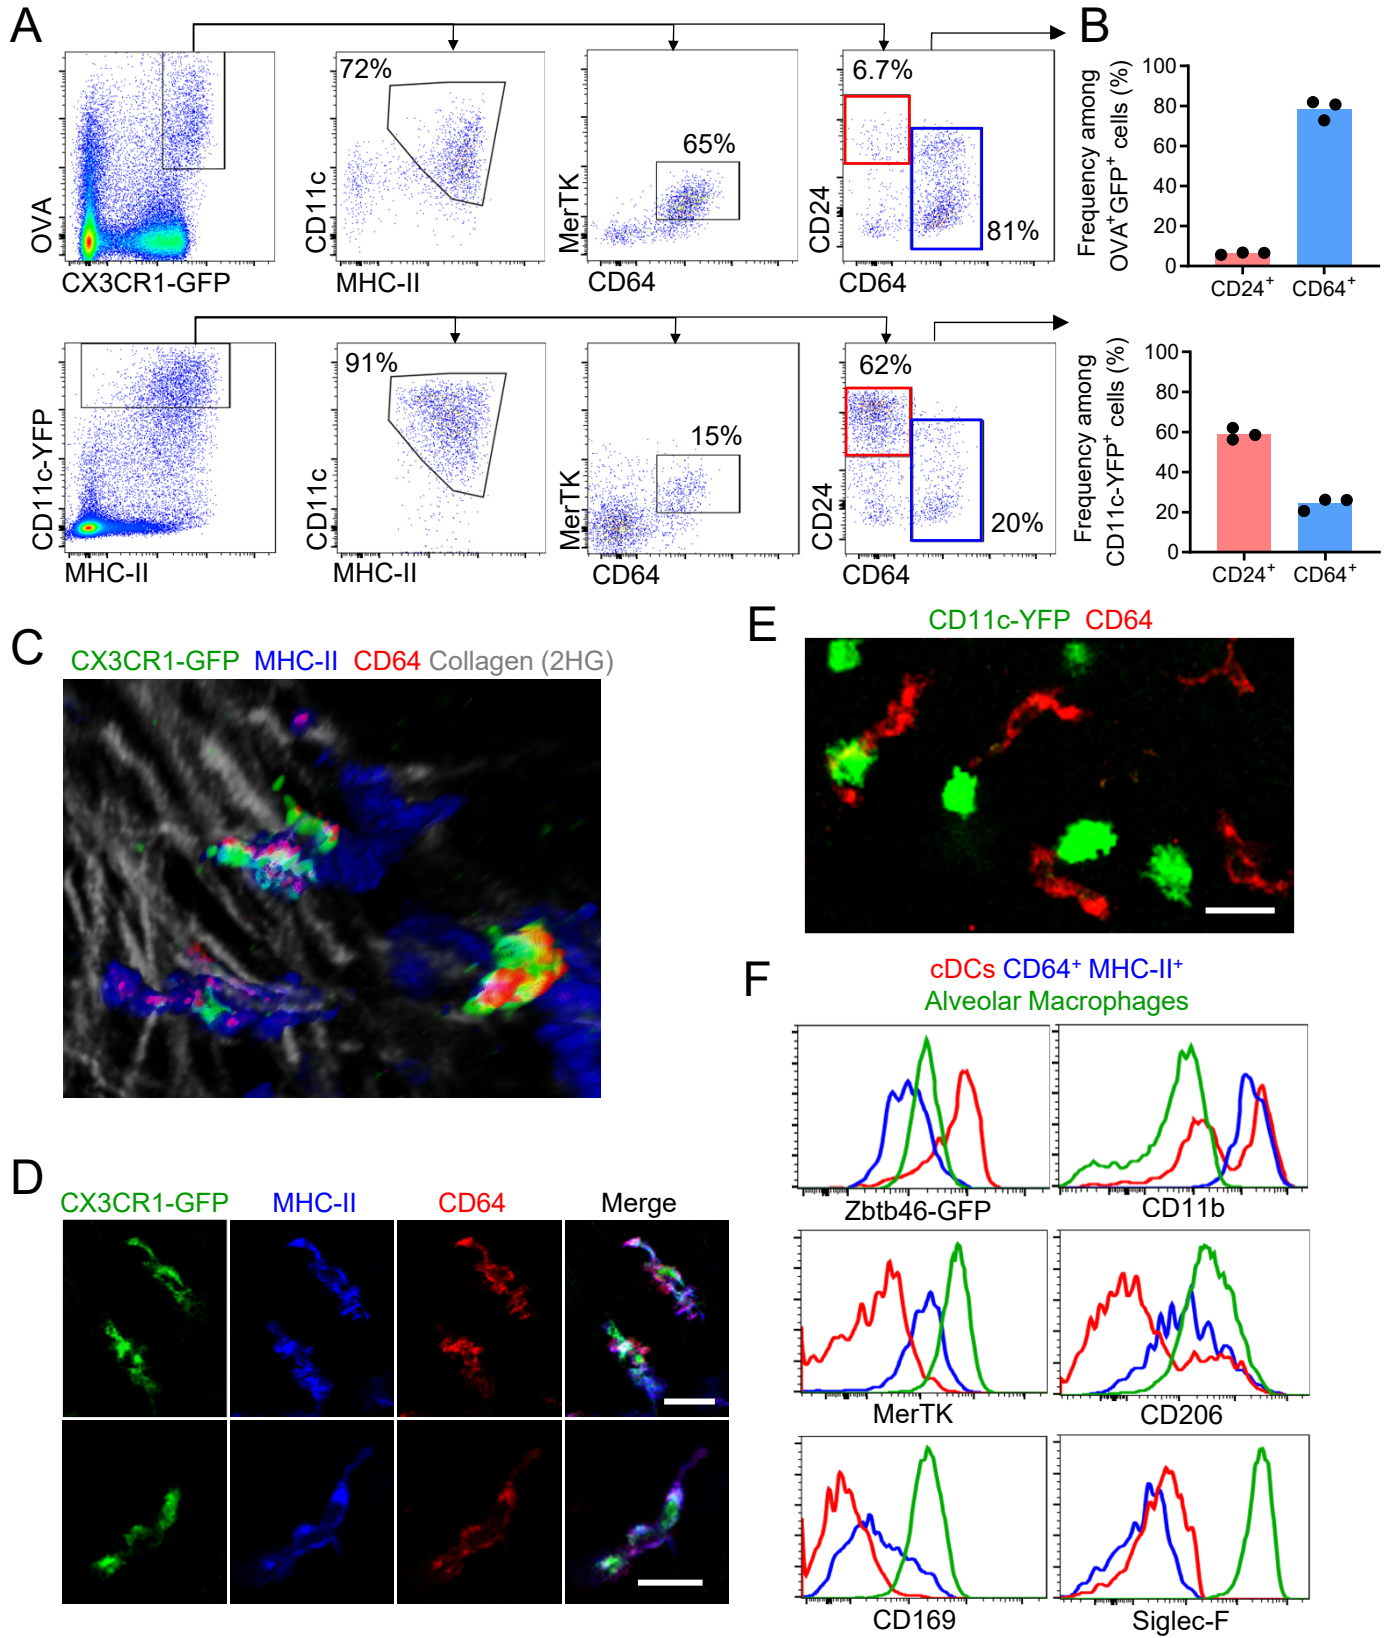 A
72%
65%
6.7%
81%
OVA
CX3CR1-GFP
CD11c
MHC-II
MerTK
CD64
CD24
CD64
B
Frequency among
OVA+GFP+ cells (%)
100
80
60
40
20
0
CD24+
CD64+
91%
15%
62%
20%
CD11c-YFP
MHC-II
CD11c
MHC-II
MerTK
CD64
CD24
CD64
Frequency among
CD11c-YFP+ cells (%)
100
80
60
40
20
0
CD24+
CD64+
C
CX3CR1-GFP MHC-II CD64 Collagen (2HG)
D
CX3CR1-GFP
MHC-II
CD64
Merge
E
CD11c-YFP CD64
F
cDCs CD64+ MHC-II+
Alveolar Macrophages
Zbtb46-GFP
CD11b
MerTK
CD206
CD169
Siglec-F